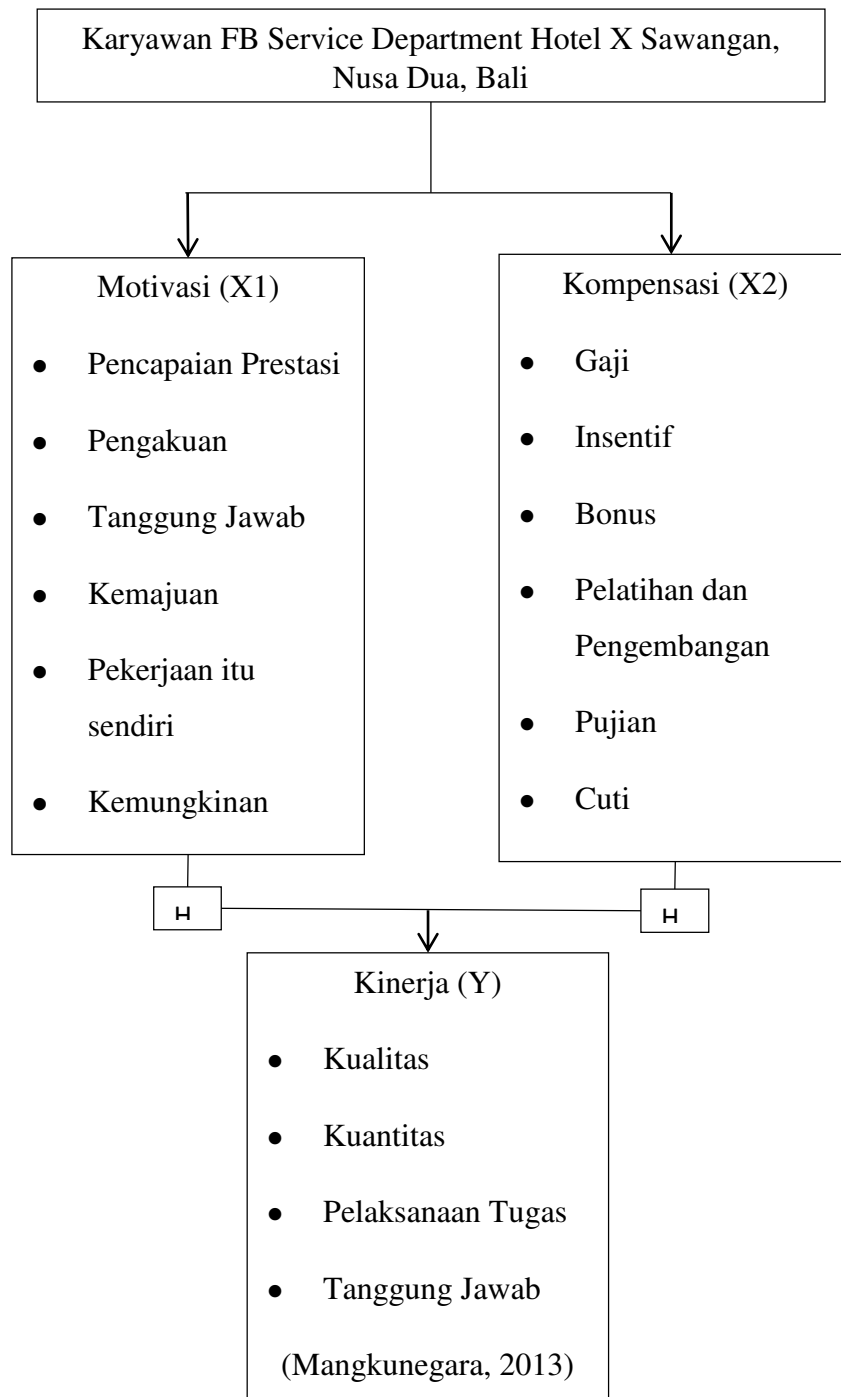 Karyawan FB Service Department Hotel X Sawangan,
Nusa Dua, Bali
Motivasi (X1)
● Pencapaian Prestasi
● Pengakuan
● Tanggung Jawab
● Kemajuan
● Pekerjaan itu
sendiri
● Kemungkinan
Kompensasi (X2)
● Gaji
● Insentif
● Bonus
● Pelatihan dan
Pengembangan
● Pujian
● Cuti
H
H
Kinerja (Y)
● Kualitas
● Kuantitas
● Pelaksanaan Tugas
● Tanggung Jawab
(Mangkunegara, 2013)